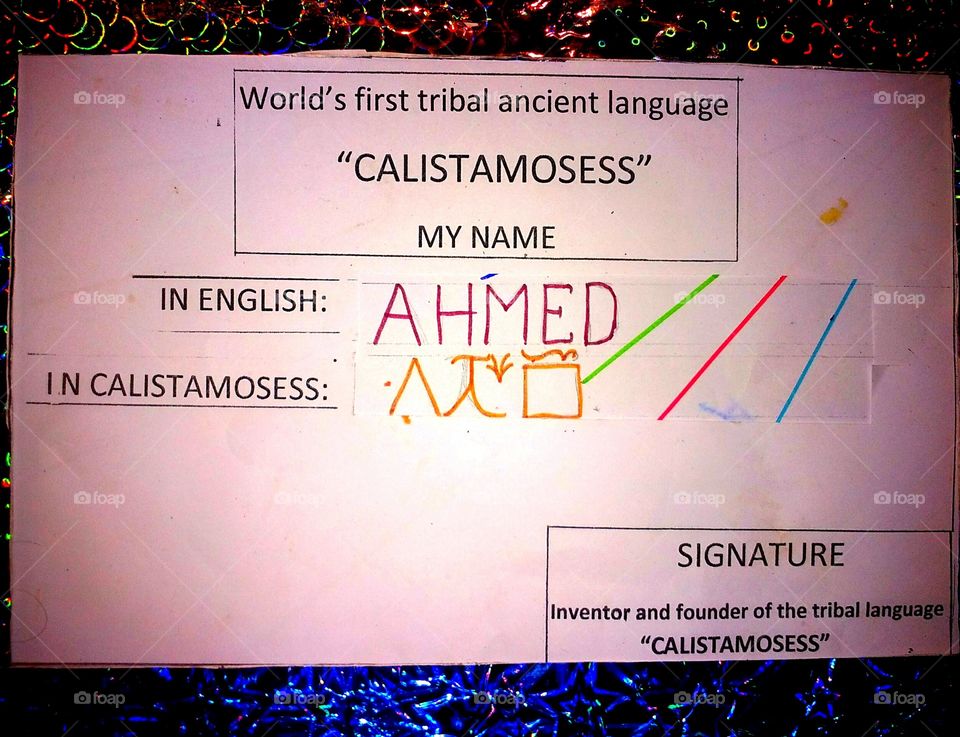 World's first tribal ancient language
"CALISTAMOSESS"
MY NAME
IN ENGLISH: AHMED
IN CALISTAMOSESS:
SIGNATURE
Inventor and founder of the tribal language
"CALISTAMOSESS"